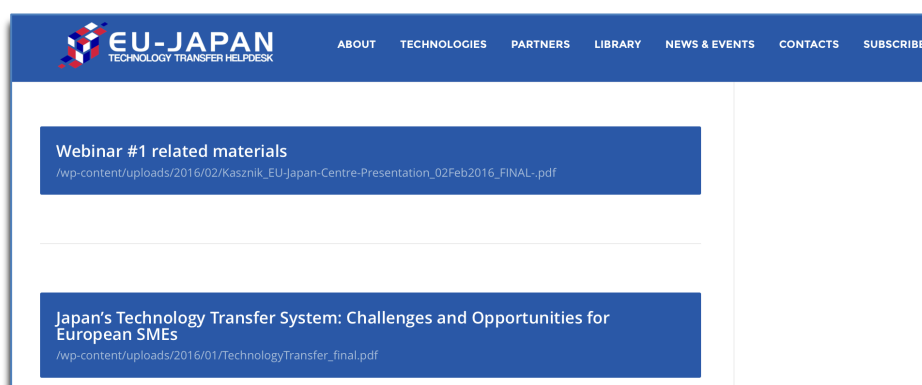 EU-JAPAN
TECHNOLOGY TRANSFER HELPDESK
ABOUT TECHNOLOGIES PARTNERS LIBRARY NEWS & EVENTS CONTACTS SUBSCRIBE
Webinar #1 related materials
/wp-content/uploads/2016/02/Kasznik_EU-Japan-Centre-Presentation_02Feb2016_FINAL-.pdf
Japan’s Technology Transfer System: Challenges and Opportunities for
European SMEs
/wp-content/uploads/2016/01/TechnologyTransfer_final.pdf